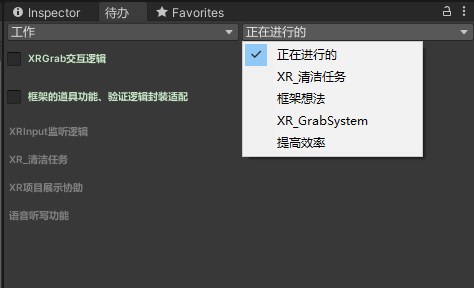 Inspector 待办 Favorites
工作 正在进行的
正在进行的
XR_清洁任务
框架想法
XR_GrabSystem
提高效率
XRGrab交互逻辑
框架的道具功能、验证逻辑封装适配
XRInput监听逻辑
XR_清洁任务
XR项目展示协助
语音听写功能